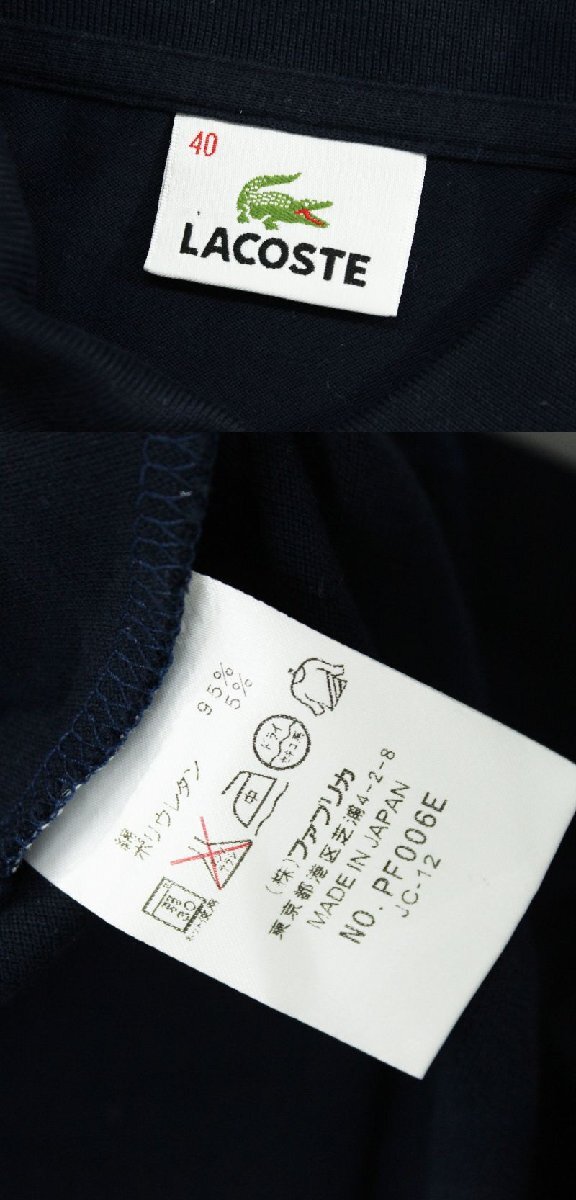 40
LACOSTE
綿 95%
ポリウレタン 5%
中
(株)ファブリカ
東京都港区芝浦4-2-8
MADE IN JAPAN
NO. PF006E
JC-12